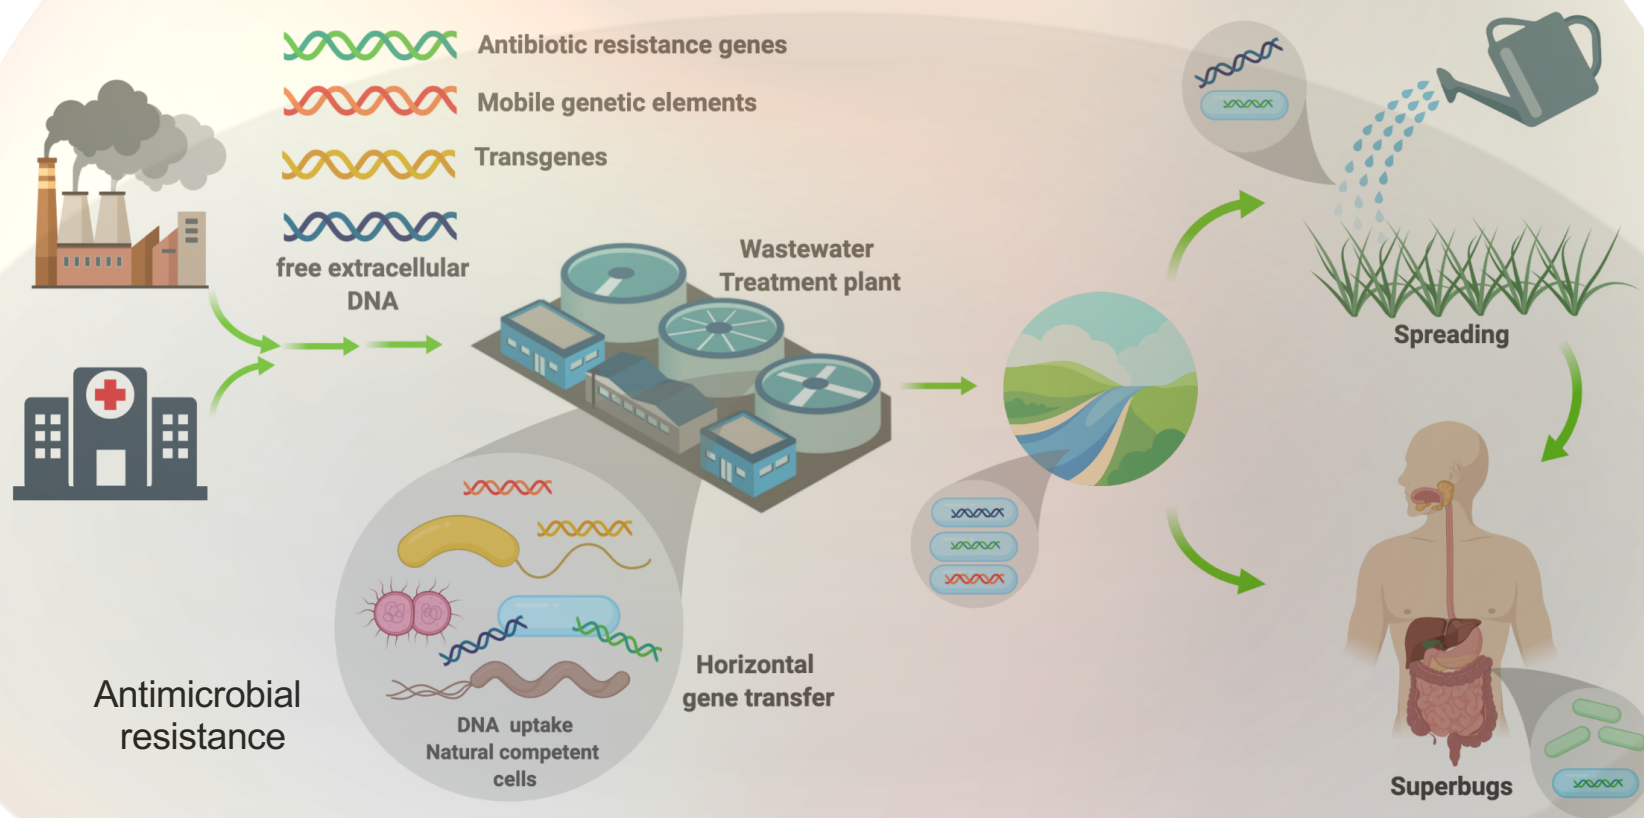 Antibiotic resistance genes
Mobile genetic elements
Transgenes
free extracellular
DNA
Wastewater
Treatment plant
Spreading
Horizontal
gene transfer
DNA uptake
Natural competent
cells
Antimicrobial
resistance
Superbugs